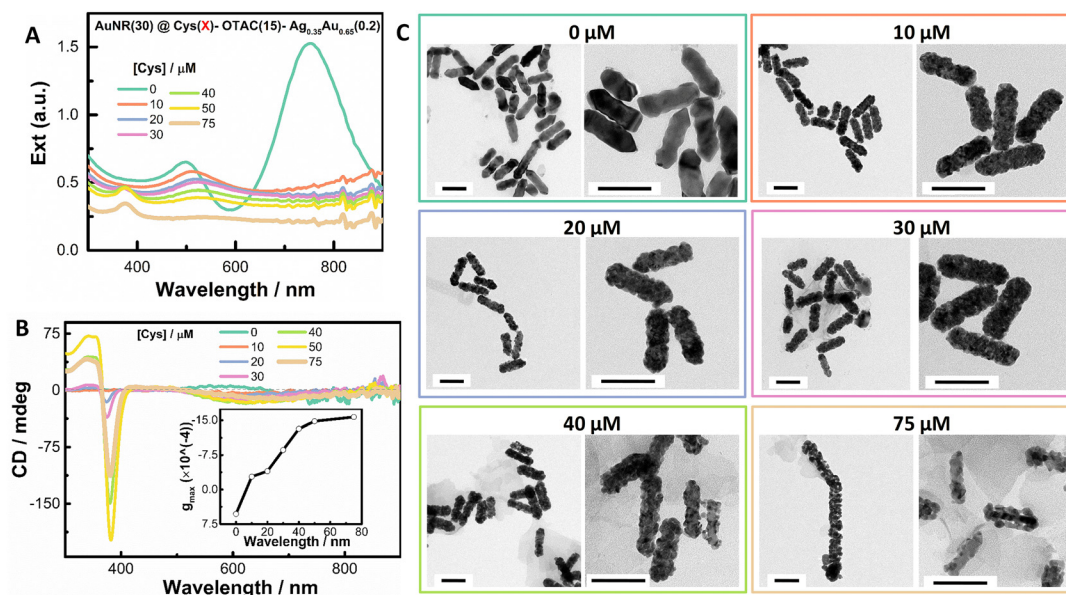 A
AuNR(30) @ Cys(X)- OTAC(15)- Ag0.35Au0.65(0.2)
[Cys] / μM
0
10
20
30
40
50
75
Ext (a.u.)
1.5
1.0
0.5
0.0
400
600
800
Wavelength / nm
B
[Cys] / μM
0
10
20
30
40
50
75
CD / mdeg
75
0
-75
-150
400
600
800
Wavelength / nm
gmax (×10^(-4))
-15.0
-7.5
0.0
7.5
0
20
40
60
80
Wavelength / nm
C
0 μM
10 μM
20 μM
30 μM
40 μM
75 μM